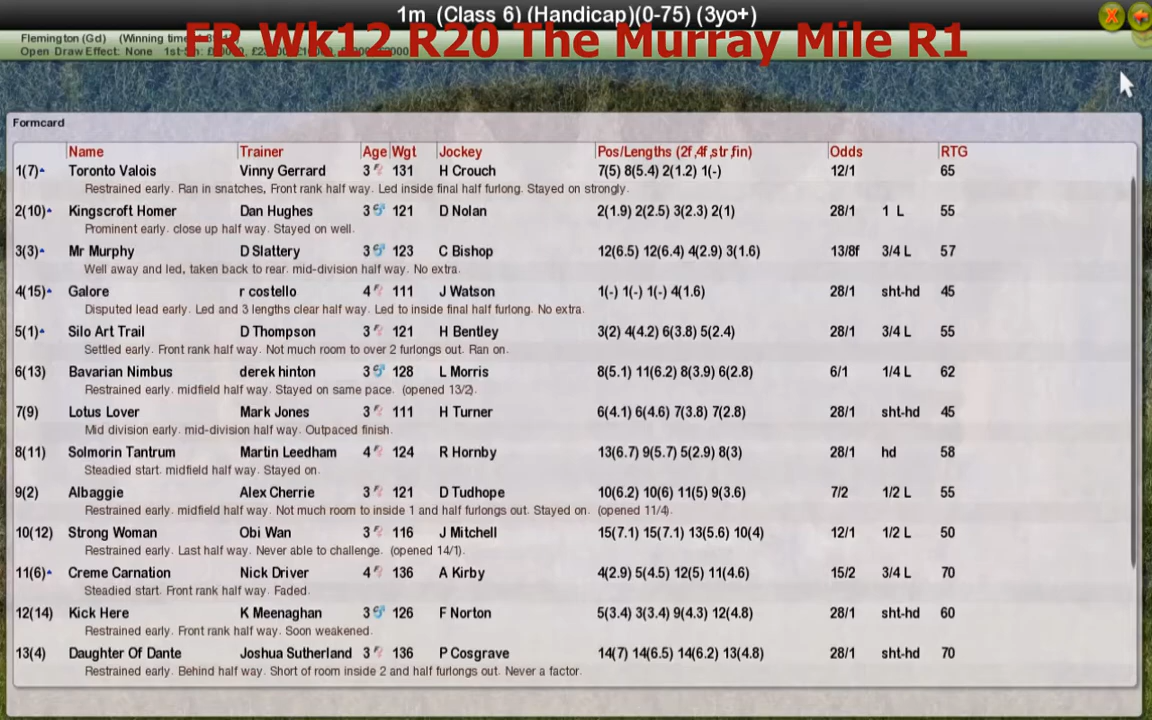 1m (Class 6) (Handicap)(0-75) (3yo+)
FR Wk12 R20 The Murray Mile R1
Flemington (Gd) (Winning time
Open Draw Effect: None 1st-
Formcard
Name Trainer Age Wgt Jockey Pos/Lengths (2f,4f,str,fin) Odds RTG
1(7) Toronto Valois Vinny Gerrard 3 131 H Crouch 7(5) 8(5.4) 2(1.2) 1(-) 12/1 65
Restrained early. Ran in snatches, Front rank half way. Led inside final half furlong. Stayed on strongly.
2(10) Kingscroft Homer Dan Hughes 3 121 D Nolan 2(1.9) 2(2.5) 3(2.3) 2(1) 28/1 1 L 55
Prominent early. close up half way. Stayed on well.
3(3) Mr Murphy D Slattery 3 123 C Bishop 12(6.5) 12(6.4) 4(2.9) 3(1.6) 13/8f 3/4 L 57
Well away and led, taken back to rear. mid-division half way. No extra.
4(15) Galore r costello 4 111 J Watson 1(-) 1(-) 1(-) 4(1.6) 28/1 sht-hd 45
Disputed lead early. Led and 3 lengths clear half way. Led to inside final half furlong. No extra.
5(1) Silo Art Trail D Thompson 3 121 H Bentley 3(2) 4(4.2) 6(3.8) 5(2.4) 28/1 3/4 L 55
Settled early. Front rank half way. Not much room to over 2 furlongs out. Ran on.
6(13) Bavarian Nimbus derek hinton 3 128 L Morris 8(5.1) 11(6.2) 8(3.9) 6(2.8) 6/1 1/4 L 62
Restrained early. midfield half way. Stayed on same pace. (opened 13/2).
7(9) Lotus Lover Mark Jones 3 111 H Turner 6(4.1) 6(4.6) 7(3.8) 7(2.8) 28/1 sht-hd 45
Mid division early. mid-division half way. Outpaced finish.
8(11) Solmorin Tantrum Martin Leedham 4 124 R Hornby 13(6.7) 9(5.7) 5(2.9) 8(3) 28/1 hd 58
Steadied start. midfield half way. Stayed on.
9(2) Albaggie Alex Cherrie 3 121 D Tudhope 10(6.2) 10(6) 11(5) 9(3.6) 7/2 1/2 L 55
Restrained early. midfield half way. Not much room to inside 1 and half furlongs out. Stayed on. (opened 11/4).
10(12) Strong Woman Obi Wan 3 116 J Mitchell 15(7.1) 15(7.1) 13(5.6) 10(4) 12/1 1/2 L 50
Restrained early. Last half way. Never able to challenge. (opened 14/1).
11(6) Creme Carnation Nick Driver 4 136 A Kirby 4(2.9) 5(4.5) 12(5) 11(4.6) 15/2 3/4 L 70
Steadied start. Front rank half way. Faded.
12(14) Kick Here K Meenaghan 3 126 F Norton 5(3.4) 3(3.4) 9(4.3) 12(4.8) 28/1 sht-hd 60
Restrained early. Front rank half way. Soon weakened.
13(4) Daughter Of Dante Joshua Sutherland 3 136 P Cosgrave 14(7) 14(6.5) 14(6.2) 13(4.8) 28/1 sht-hd 70
Restrained early. Behind half way. Short of room inside 2 and half furlongs out. Never a factor.